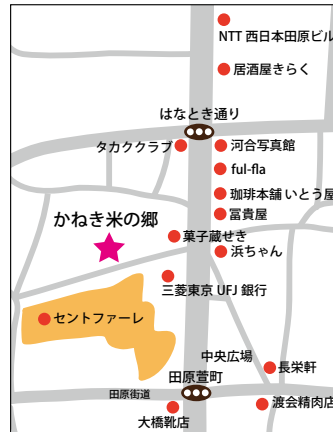 NTT 西日本田原ビル
居酒屋きらく
はなとき通り
タカククラブ
河合写真館
ful-fla
珈琲本舗 いとう屋
冨貴屋
かねき米の郷
菓子蔵せき
浜ちゃん
三菱東京 UFJ 銀行
セントファーレ
中央広場
長栄軒
田原萱町
田原街道
渡会精肉店
大橋靴店